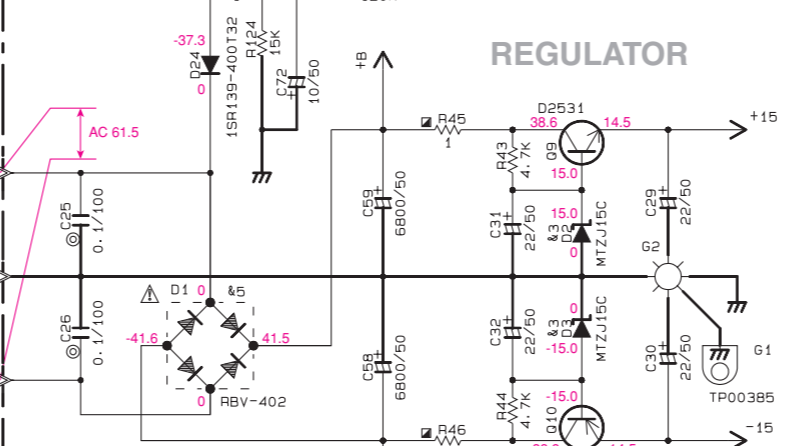 REGULATOR
-37.3
D24
0
1SR139-400T32
R124
15K
C72
10/50
+
+B
AC 61.5
R45
1
D2531
38.6
14.5
+15
Q9
15.0
R43
4.7K
C25
0.1/100
C59
+
6800/50
C31
+
22/50
15.0
&3
D2
0
MTZJ15C
C29
+
22/50
G2
D1
0
&5
-41.6
41.5
0
RBV-402
C26
0.1/100
C58
+
6800/50
C32
+
22/50
0
&3
D3
-15.0
MTZJ15C
C30
+
22/50
G1
TP00385
R44
4.7K
-15.0
Q10
R46
-15